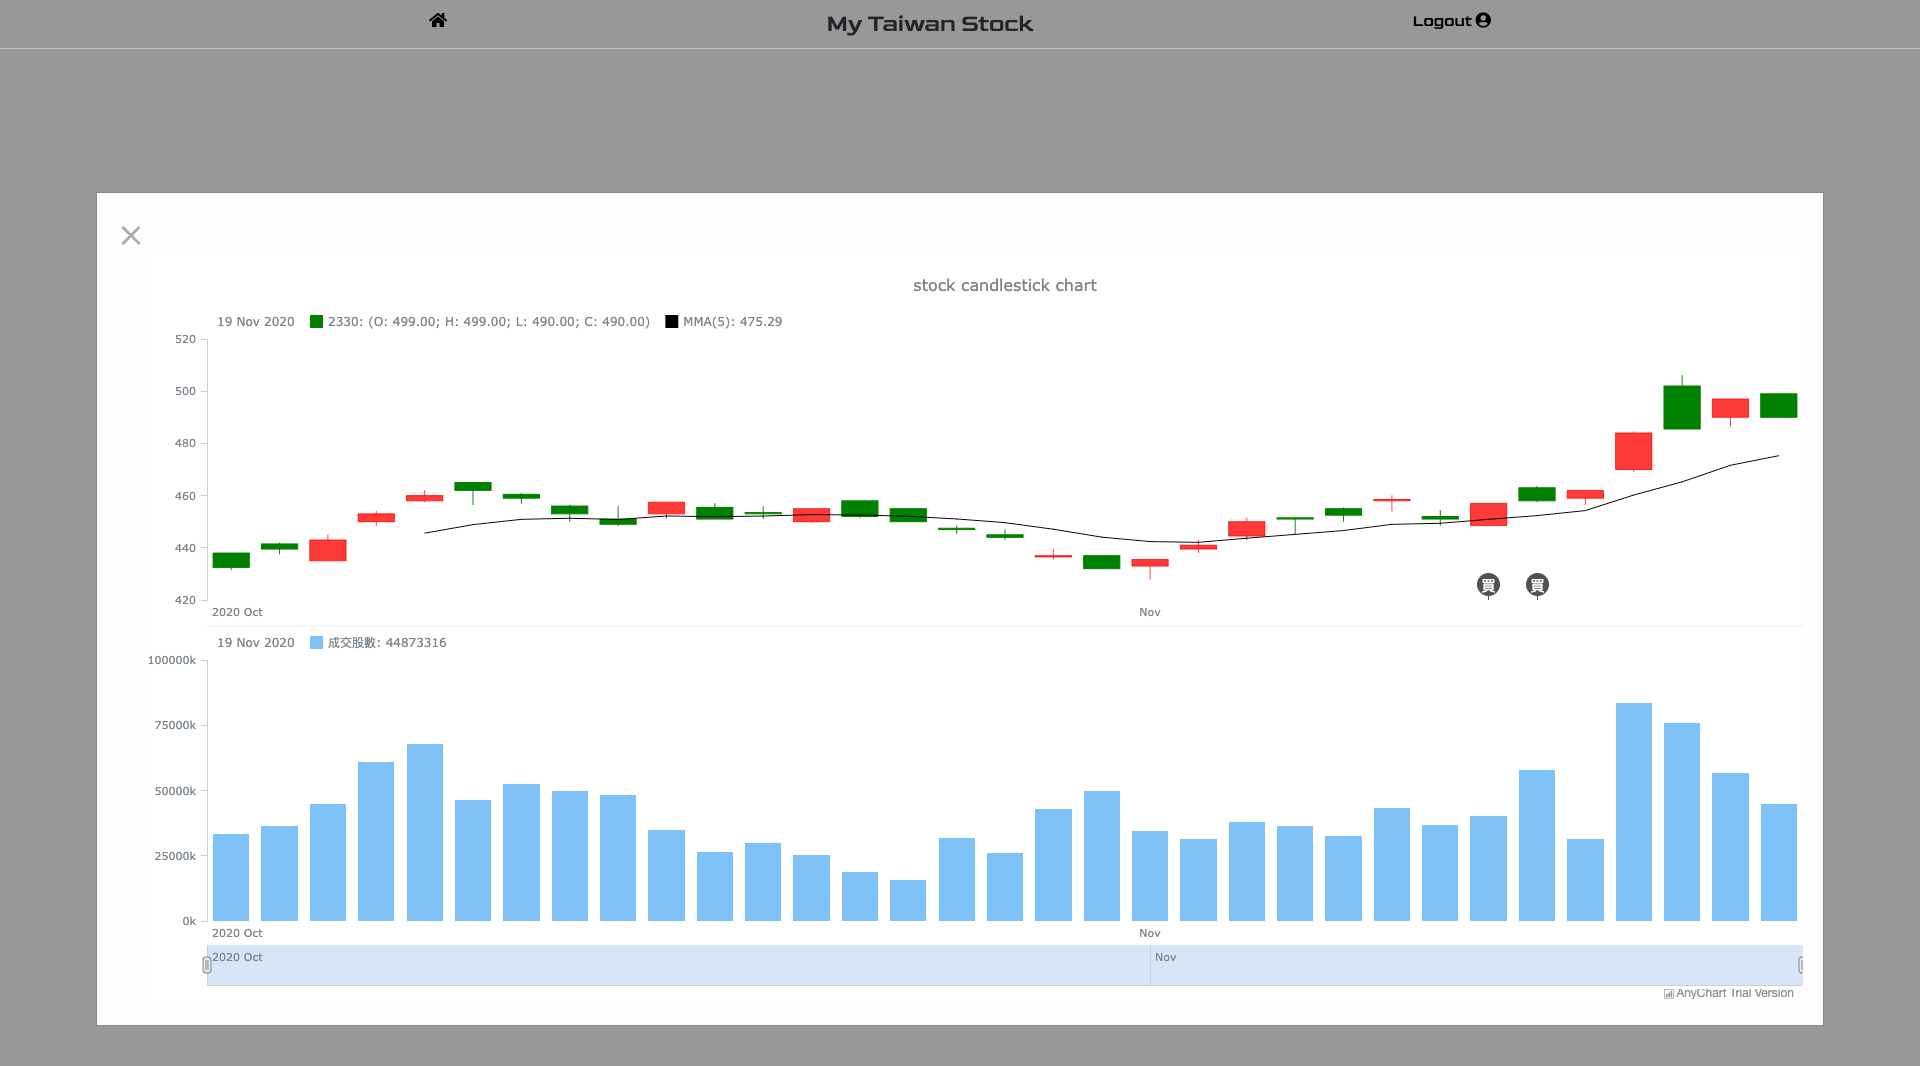 My Taiwan Stock
Logout
stock candlestick chart
19 Nov 2020 2330: (O: 499.00; H: 499.00; L: 490.00; C: 490.00) MMA(5): 475.29
520
500
480
460
440
420
2020 Oct Nov
買 買
19 Nov 2020 成交股數: 44873316
100000k
75000k
50000k
25000k
0k
2020 Oct Nov
2020 Oct Nov
AnyChart Trial Version